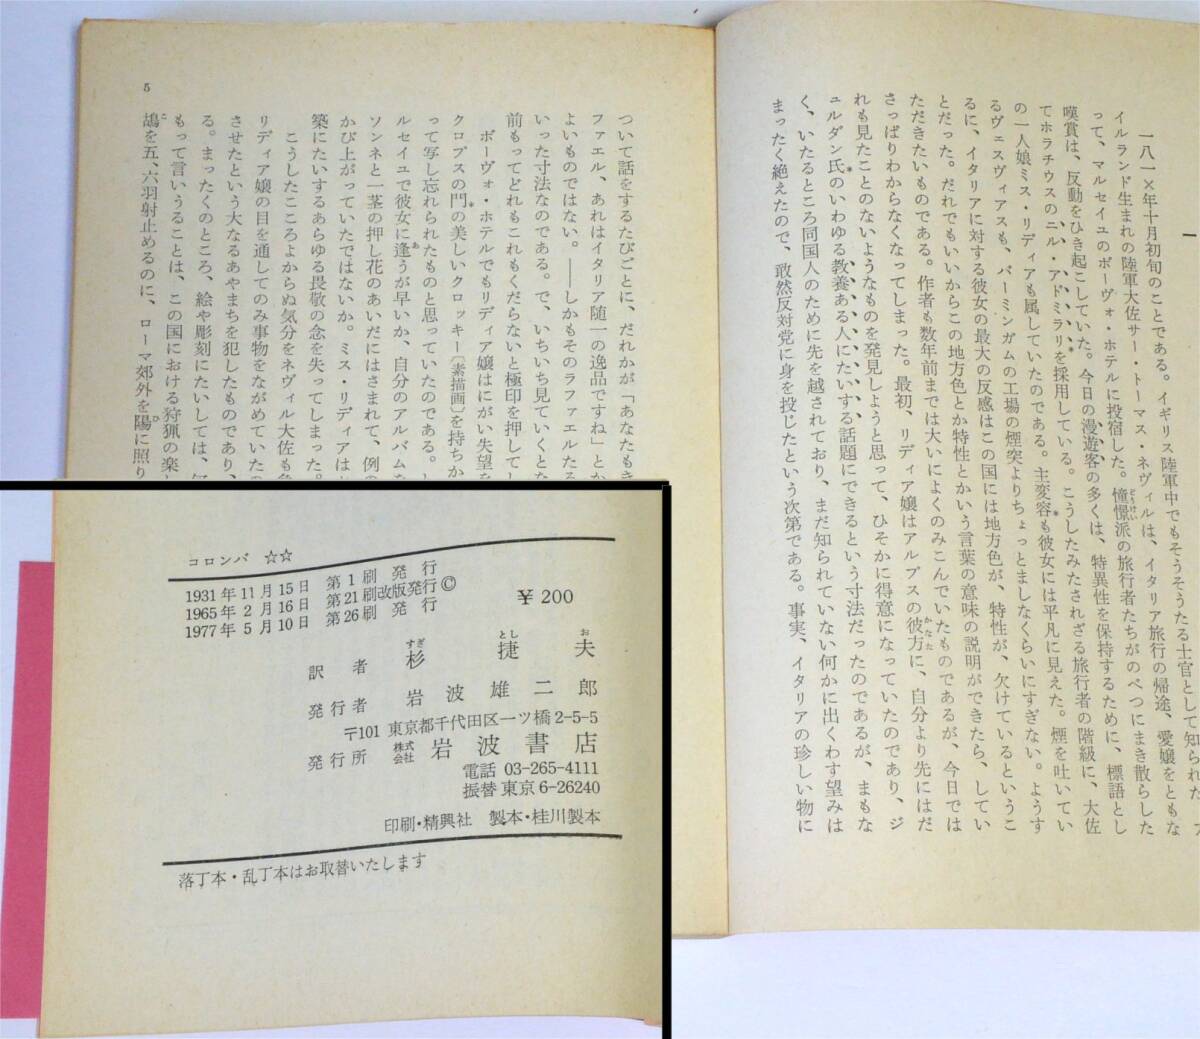 一
一八一×年十月初旬のことである。イギリス陸軍中でもそうそうたる士官として知られた、ア
イルランド生まれの陸軍大佐サー・トーマス・ネヴィルは、イタリア旅行の帰途、愛嬢をともな
って、マルセイユのボーヴォ・ホテルに投宿した。憧憬派の旅行者たちがのべつにまき散らした
嘆賞は、反動をひき起こしていた。今日の漫遊客の多くは、特異性を保持するために、標語とし
てホラチウスのニル・アドミラリを採用している。こうしたみたされざる旅行者の階級に、大佐
の一人娘ミス・リディアも属していたのである。主変容*も彼女には平凡に見えた。煙を吐いてい
るヴェスヴィアスも、バーミンガムの工場の煙突よりちょっとましなくらいにすぎない。ようす
るに、イタリアに対する彼女の最大の反感はこの国には地方色が、特性が、欠けているというこ
とだった。だれでもいいからこの地方色とか特性とかいう言葉の意味の説明ができたら、してい
ただきたいものである。作者も数年前までは大いによくのみこんでいたものであるが、今日では
さっぱりわからなくなってしまった。最初、リディア嬢はアルプスの彼方に、自分より先にはだ
れも見たことのないようなものを発見しようと思って、ひそかに得意になっていたのであり、ジ
ュルダン氏*のいわゆる教養ある人にたいする話題にできるという寸法だったのであるが、まもな
く、いたるところ同国人のために先を越されており、まだ知られていない何かに出くわす望みは
まったく絶えたので、敢然反対党に身を投じたという次第である。事実、イタリアの珍しい物に
5
ついて話をするたびごとに、だれかが「あなたもき
ファエル、あれはイタリア随一の逸品ですね」とか
よいものではない。――しかもそのラファエルたる
いった寸法なのである。で、いちいち見ていくとな
前もってどれもこれもくだらないと極印を押してし
ボーヴォ・ホテルでもリディア嬢はにがい失望を
クロプスの門*の美しいクロッキー〔素描画〕を持ちか
って写し忘れられたものと思っていたのである。
ルセイユで彼女に逢うが早いか、自分のアルバムな
ソンネと一茎の押し花のあいだにはさまれて、例の
かび上がっていたではないか。ミス・リディアは
築にたいするあらゆる畏敬の念を失ってしまった。
こうしたこころよからぬ気分をネヴィル大佐も
リディア嬢の目を通してのみ事物をながめていたの
させたという大なるあやまちを犯したものであり、
る。まったくのところ、絵や彫刻にたいしては、
もって言いうることは、この国における狩猟の楽し
鴣を五、六羽射止めるのに、ローマ郊外を陽に照り
コロンバ ☆☆
1931年11月15日 第1刷 発行
1965年2月16日 第21刷改版発行©
1977年5月10日 第26刷 発行
¥200
訳者 杉捷夫
発行者 岩波雄二郎
〒101 東京都千代田区一ツ橋2-5-5
発行所 株式会社 岩波書店
電話 03-265-4111
振替 東京6-26240
印刷・精興社 製本・桂川製本
落丁本・乱丁本はお取替いたします